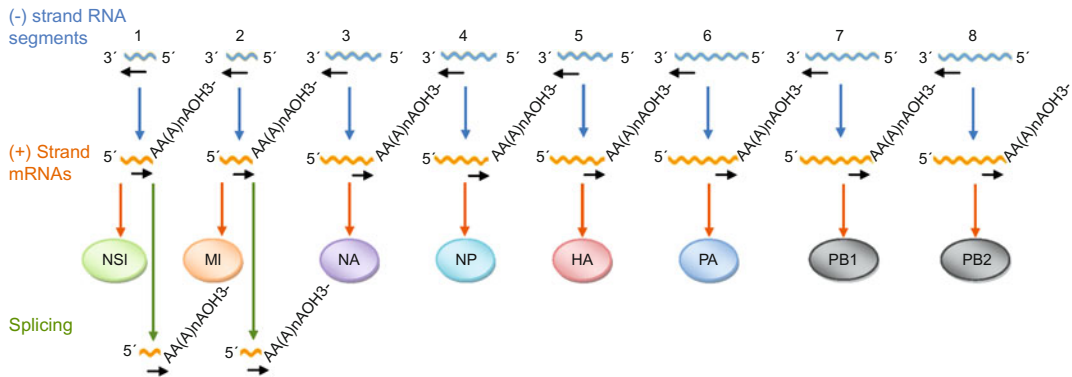 (-) strand RNA
segments
1 2 3 4 5 6 7 8
3´ 5´ 3´ 5´ 3´ 5´ 3´ 5´ 3´ 5´ 3´ 5´ 3´ 5´ 3´ 5´
AA(A)nAOH3- AA(A)nAOH3- AA(A)nAOH3- AA(A)nAOH3- AA(A)nAOH3- AA(A)nAOH3- AA(A)nAOH3- AA(A)nAOH3-
(+) Strand
mRNAs
5´ 5´ 5´ 5´ 5´ 5´ 5´ 5´
NSI MI NA NP HA PA PB1 PB2
AA(A)nAOH3- AA(A)nAOH3-
Splicing
5´ 5´